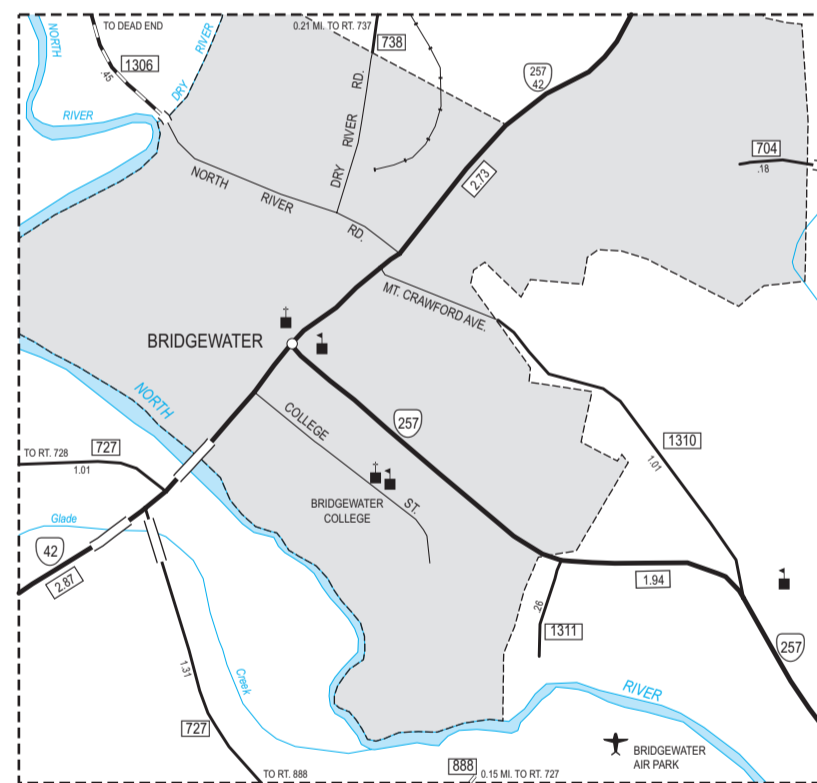 TO DEAD END
0.21 MI. TO RT. 737
NORTH
RIVER
738
1306
.45
257
42
DRY
RIVER
RD.
RIVER
DRY
704
.18
2.73
NORTH
RIVER
RD.
MT. CRAWFORD AVE.
BRIDGEWATER
NORTH
COLLEGE
ST.
257
TO RT. 728
727
1.01
1310
1.01
BRIDGEWATER
COLLEGE
Glade
42
2.87
1.94
.26
1311
257
1.31
Creek
727
RIVER
BRIDGEWATER
AIR PARK
TO RT. 888
888
0.15 MI. TO RT. 727